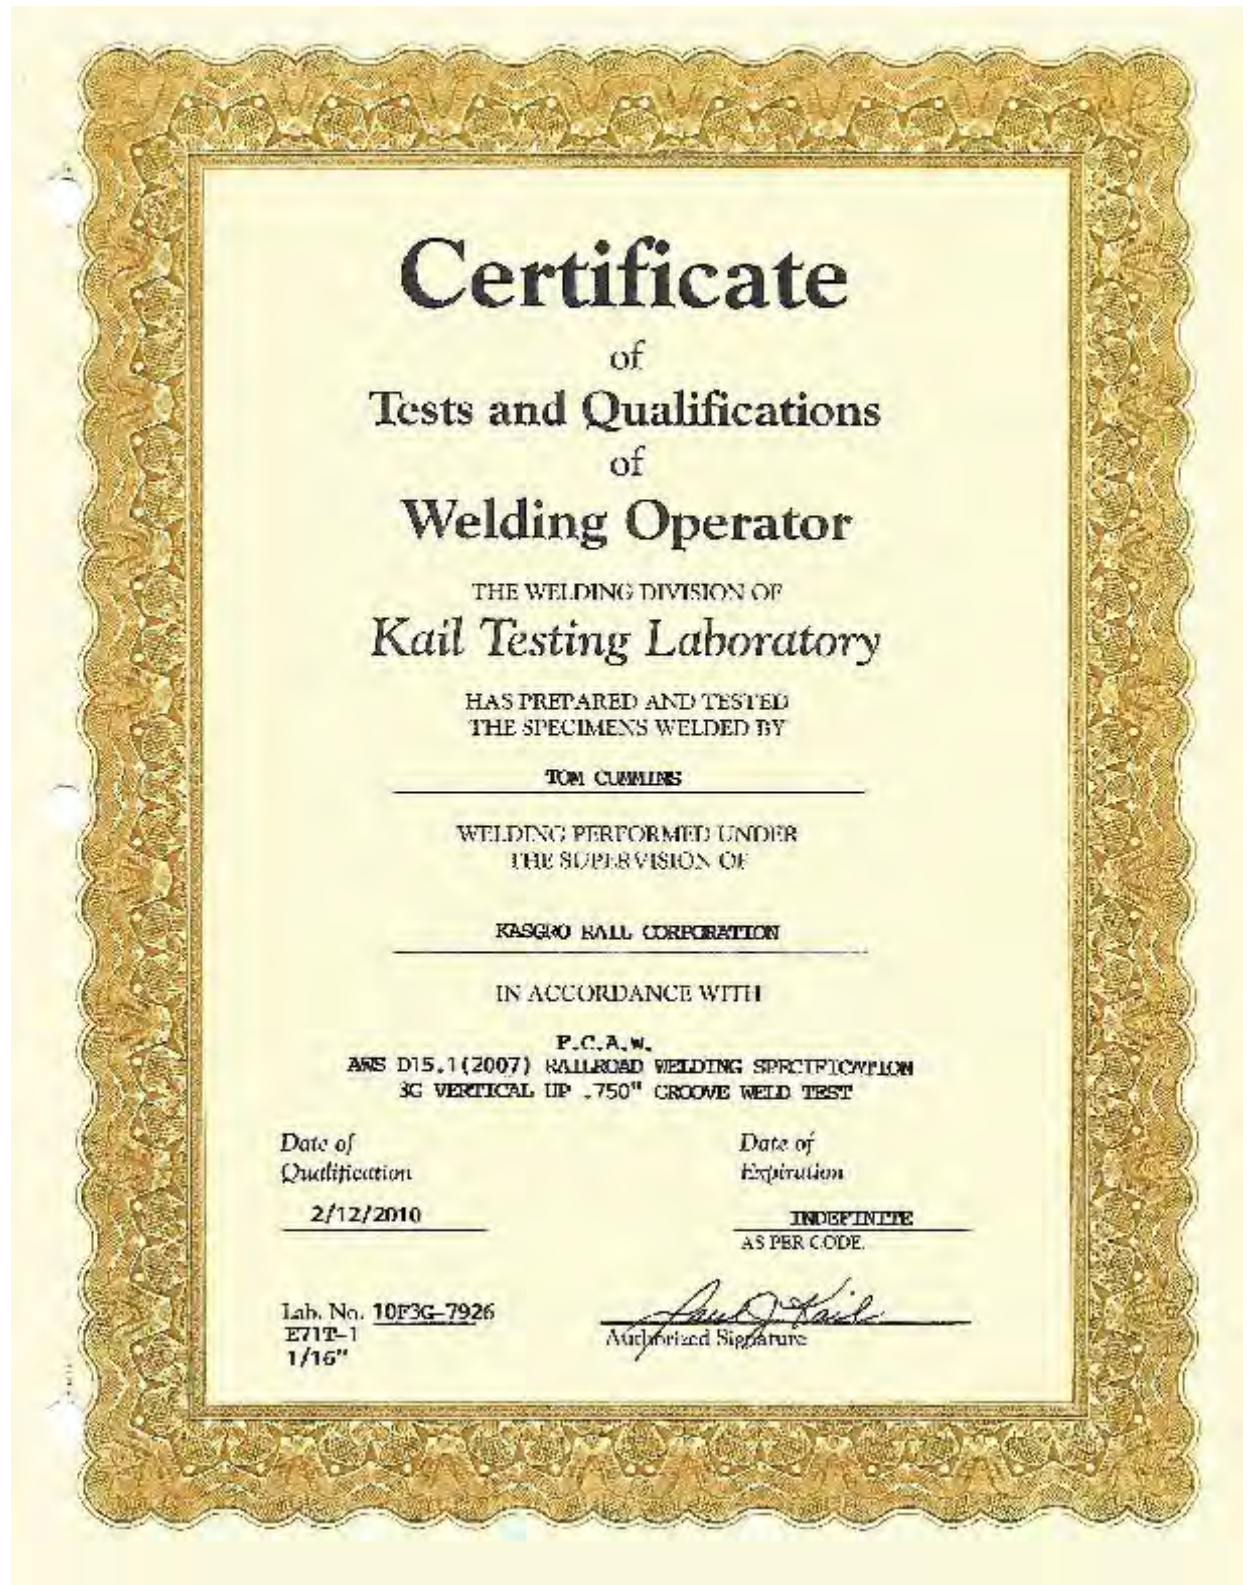 Certificate
of
Tests and Qualifications
of
Welding Operator
THE WELDING DIVISION OF
Kail Testing Laboratory
HAS PREPARED AND TESTED
THE SPECIMENS WELDED BY
TOM CUMMINS
WELDING PERFORMED UNDER
THE SUPERVISION OF
KASGRO RAIL CORPORATION
IN ACCORDANCE WITH
F.C.A.W.
AWS D15.1(2007) RAILROAD WELDING SPECIFICATION
3G VERTICAL UP .750" GROOVE WELD TEST
Date of Date of
Qualification Expiration
2/12/2010 INDEFINITE
AS PER CODE.
Lab. No. 10F3G-7926 Paul J. Kail
E71T-1 Authorized Signature
1/16"